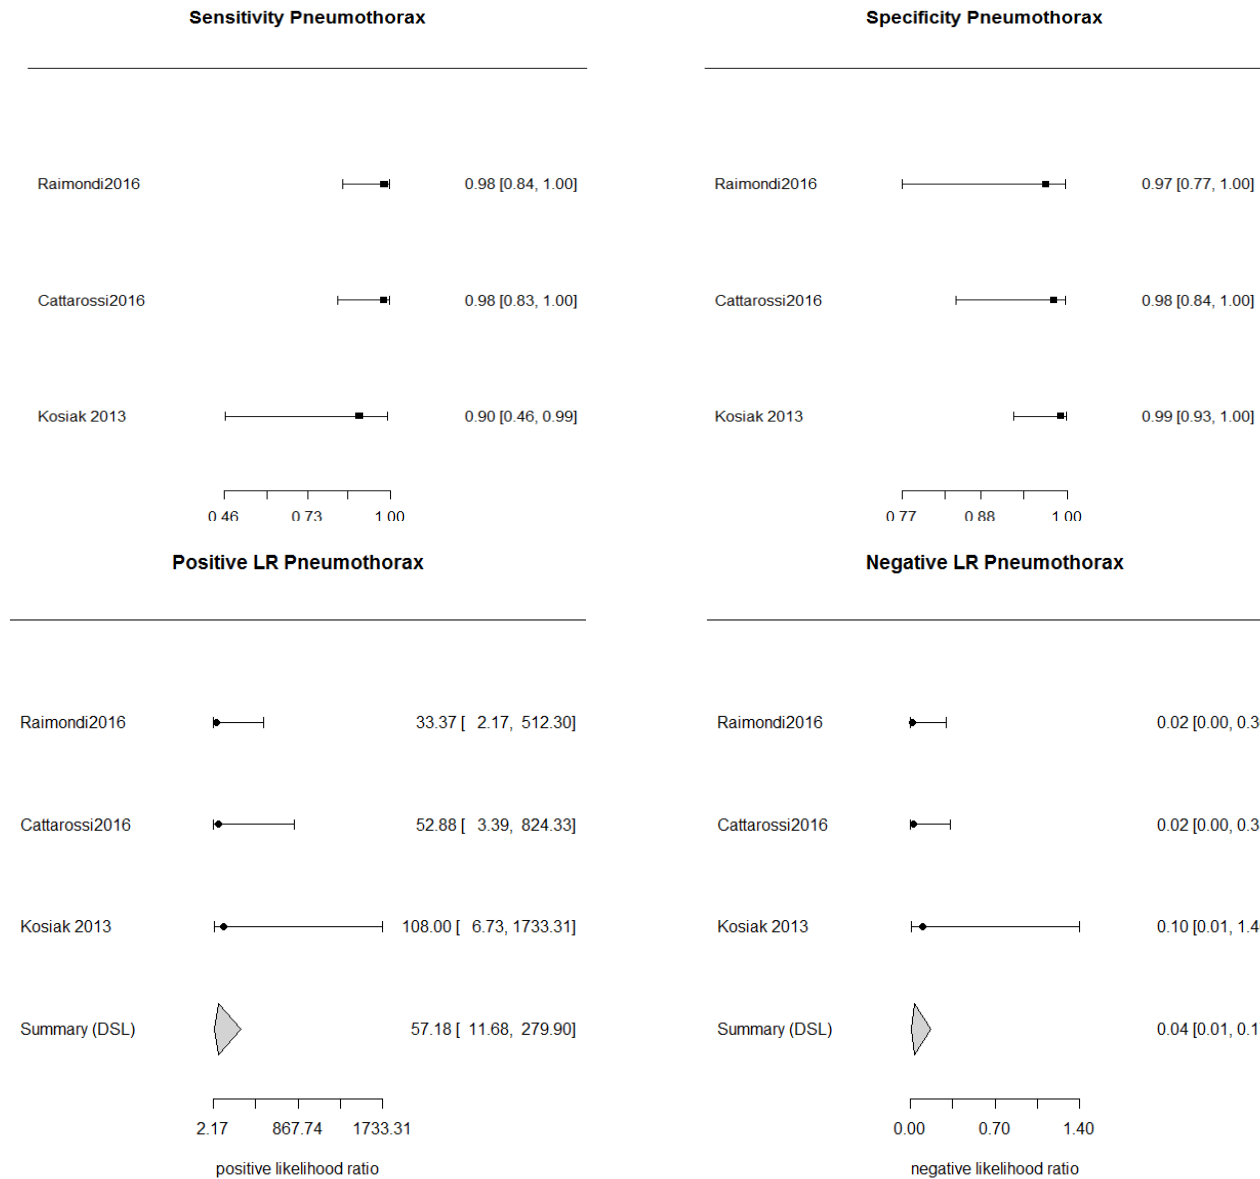 Sensitivity Pneumothorax
Raimondi2016 0.98 [0.84, 1.00]
Cattarossi2016 0.98 [0.83, 1.00]
Kosiak 2013 0.90 [0.46, 0.99]
0.46 0.73 1.00
Specificity Pneumothorax
Raimondi2016 0.97 [0.77, 1.00]
Cattarossi2016 0.98 [0.84, 1.00]
Kosiak 2013 0.99 [0.93, 1.00]
0.77 0.88 1.00
Positive LR Pneumothorax
Raimondi2016 33.37 [ 2.17, 512.30]
Cattarossi2016 52.88 [ 3.39, 824.33]
Kosiak 2013 108.00 [ 6.73, 1733.31]
Summary (DSL) 57.18 [ 11.68, 279.90]
2.17 867.74 1733.31
positive likelihood ratio
Negative LR Pneumothorax
Raimondi2016 0.02 [0.00, 0.3
Cattarossi2016 0.02 [0.00, 0.3
Kosiak 2013 0.10 [0.01, 1.4
Summary (DSL) 0.04 [0.01, 0.1
0.00 0.70 1.40
negative likelihood ratio